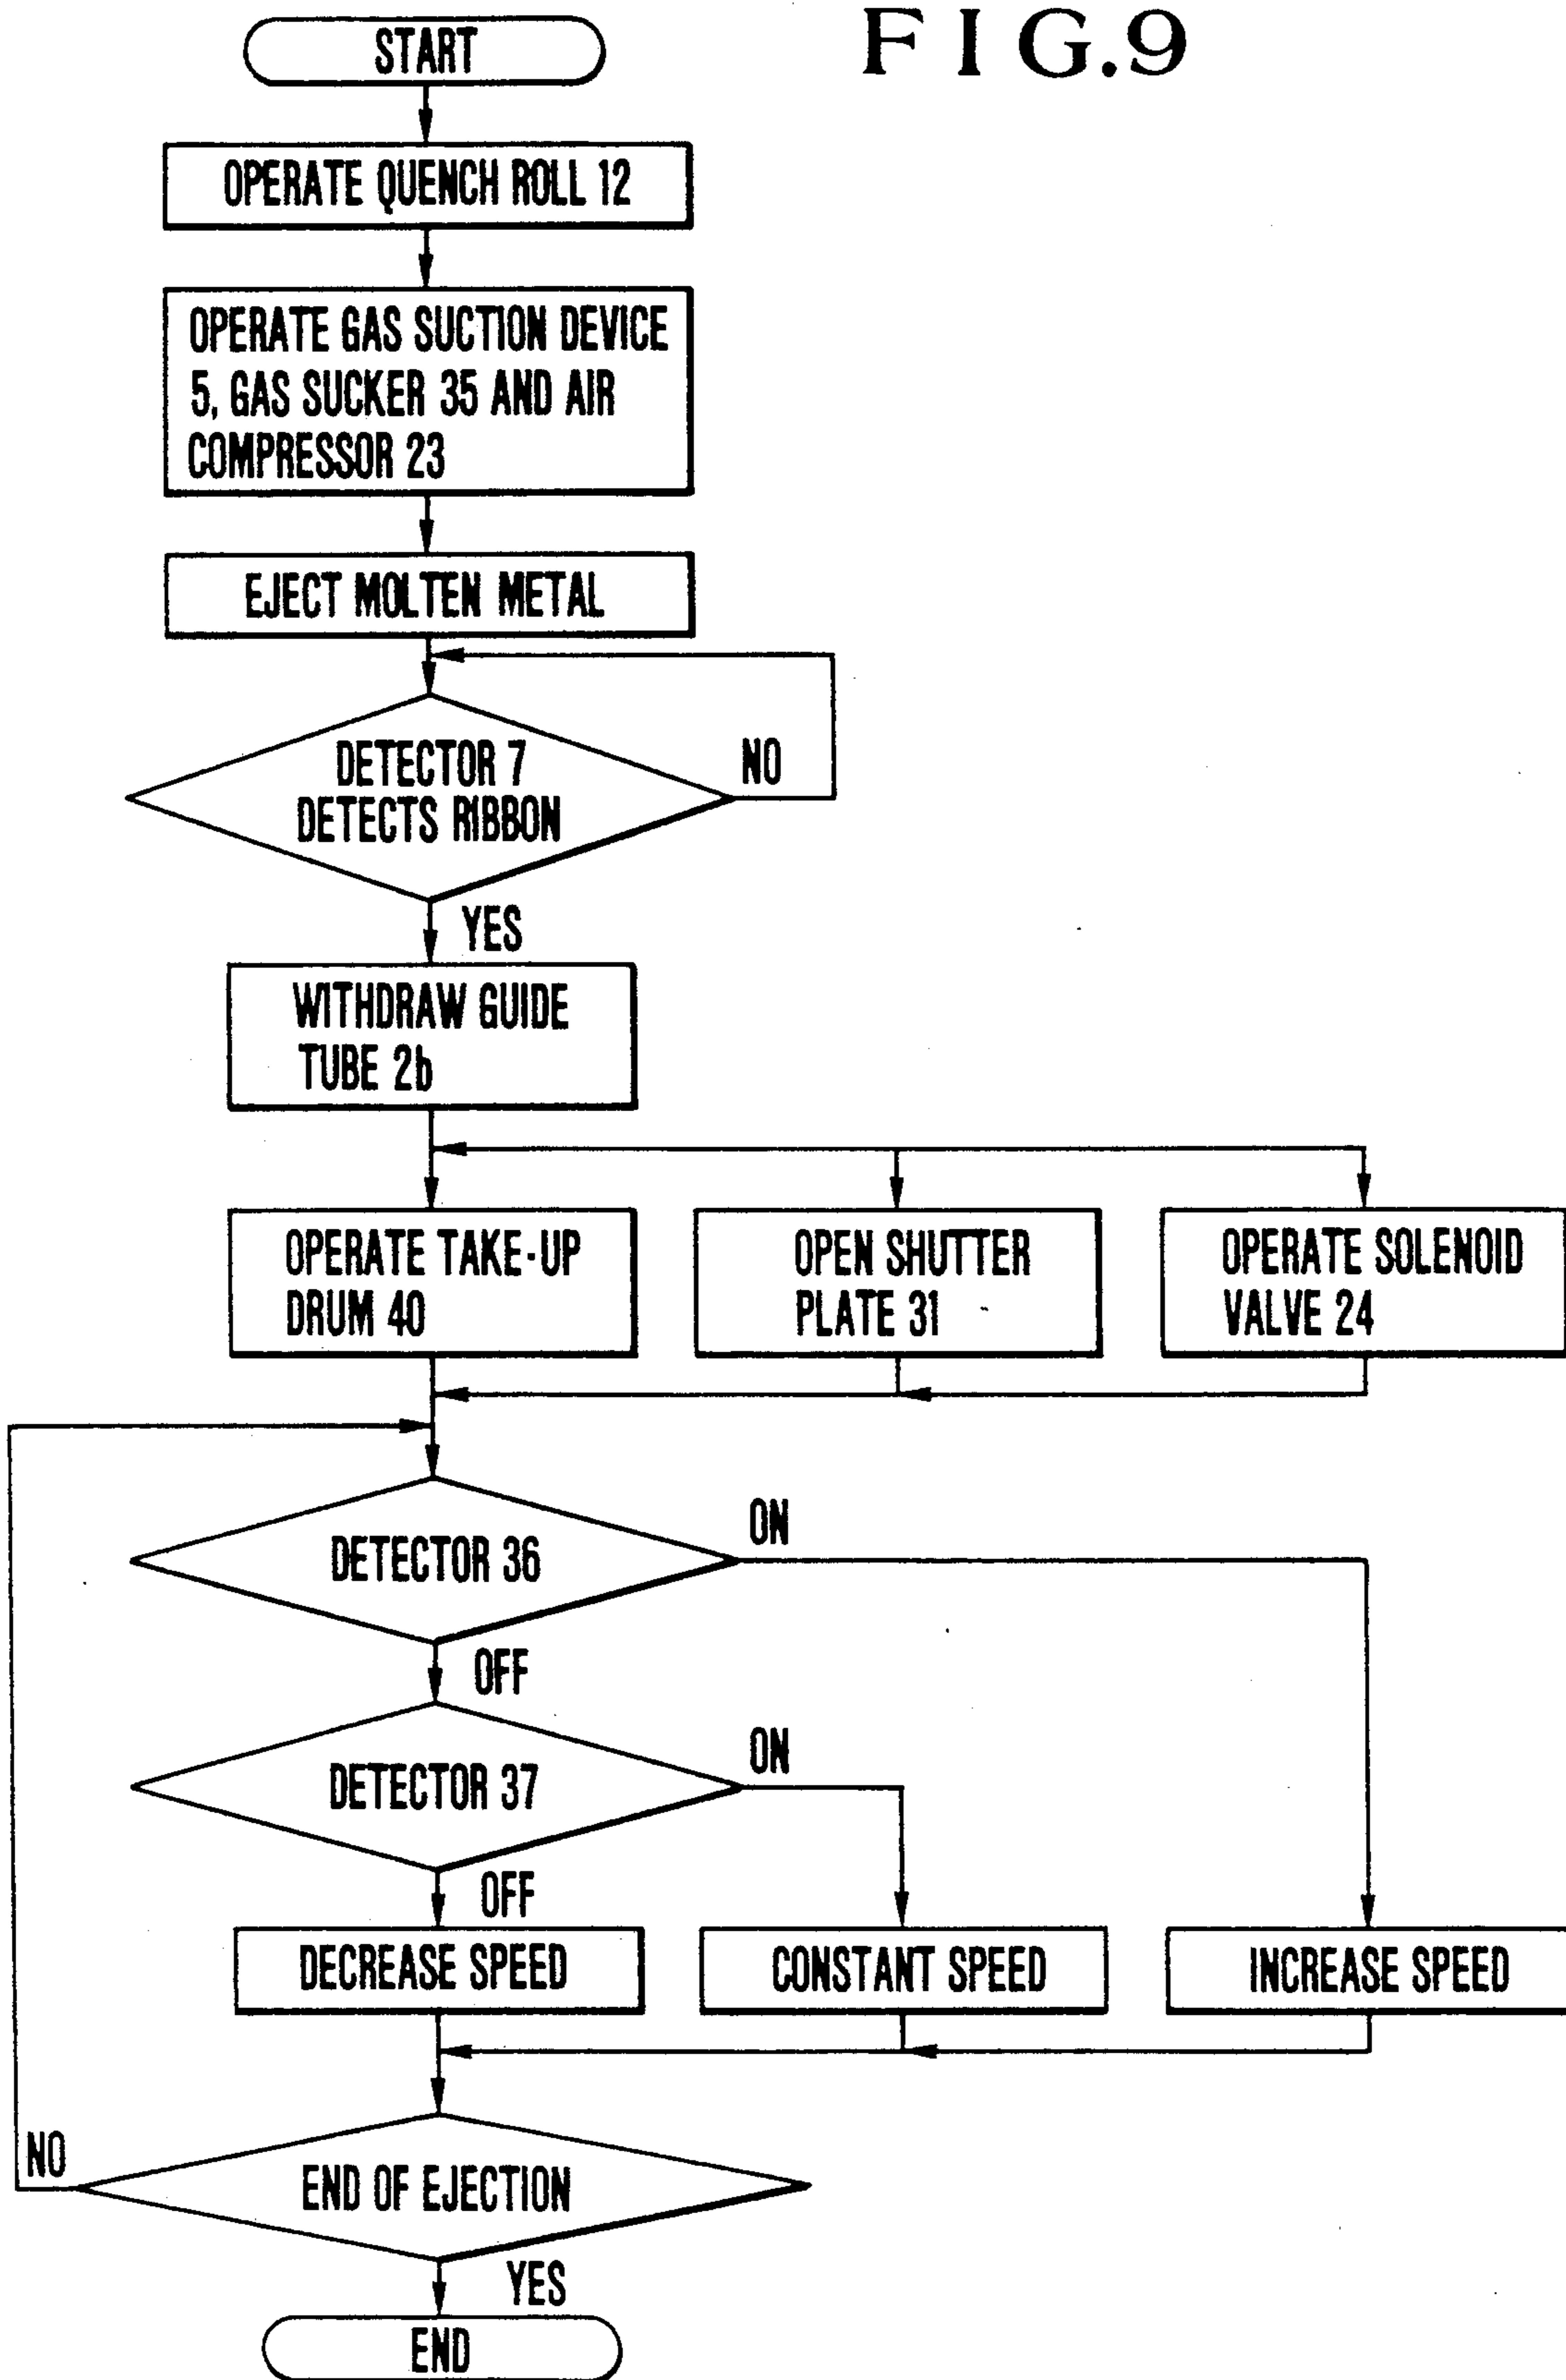 FIG.9
START
OPERATE QUENCH ROLL 12
OPERATE GAS SUCTION DEVICE
5, GAS SUCKER 35 AND AIR
COMPRESSOR 23
EJECT MOLTEN METAL
DETECTOR 7
DETECTS RIBBON
NO
YES
WITHDRAW GUIDE
TUBE 2b
OPERATE TAKE-UP
DRUM 40
OPEN SHUTTER
PLATE 31
OPERATE SOLENOID
VALVE 24
DETECTOR 36
ON
OFF
DETECTOR 37
ON
OFF
DECREASE SPEED
CONSTANT SPEED
INCREASE SPEED
NO
END OF EJECTION
YES
END